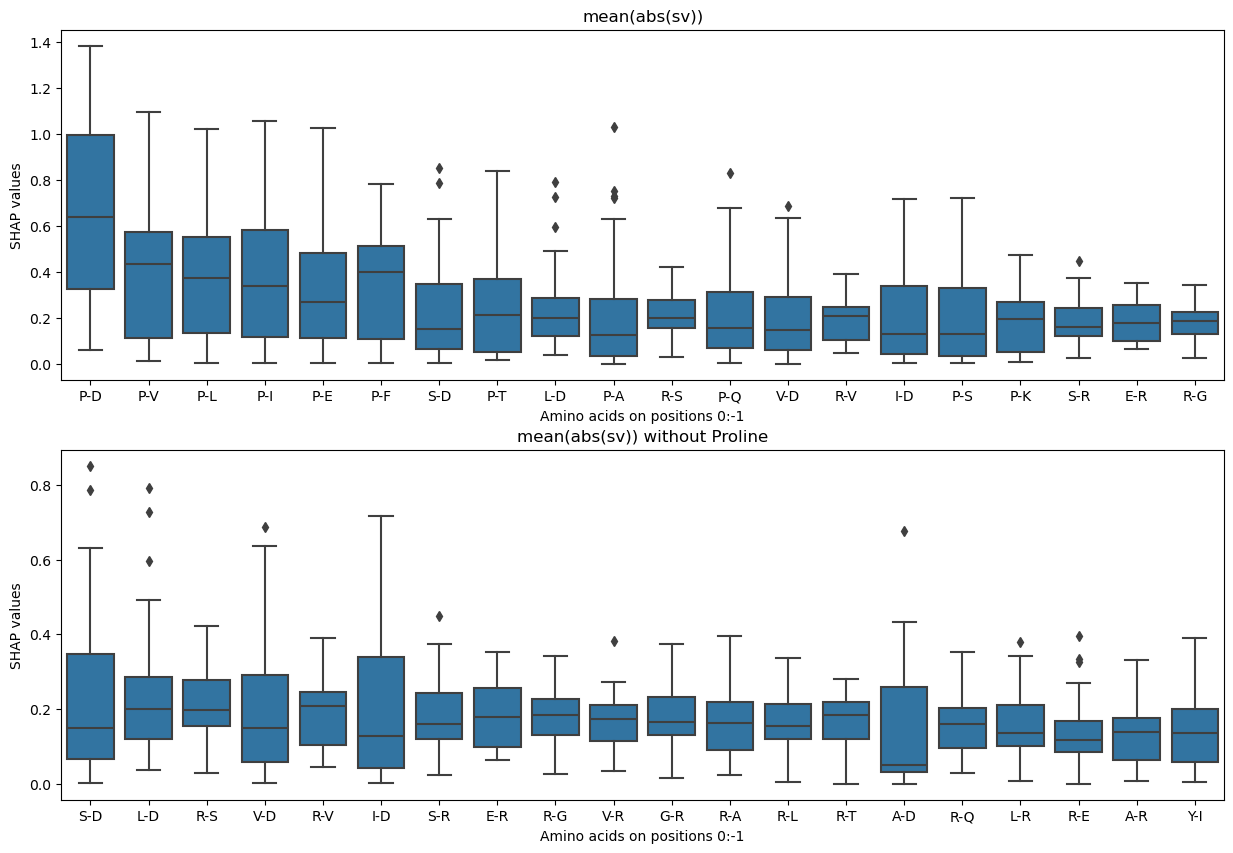 mean(abs(sv))
1.4
1.2
1.0
0.8
0.6
0.4
0.2
0.0
SHAP values
P-D P-V P-L P-I P-E P-F S-D P-T L-D P-A R-S P-Q V-D R-V I-D P-S P-K S-R E-R R-G
Amino acids on positions 0:-1
mean(abs(sv)) without Proline
0.8
0.6
0.4
0.2
0.0
SHAP values
S-D L-D R-S V-D R-V I-D S-R E-R R-G V-R G-R R-A R-L R-T A-D R-Q L-R R-E A-R Y-I
Amino acids on positions 0:-1